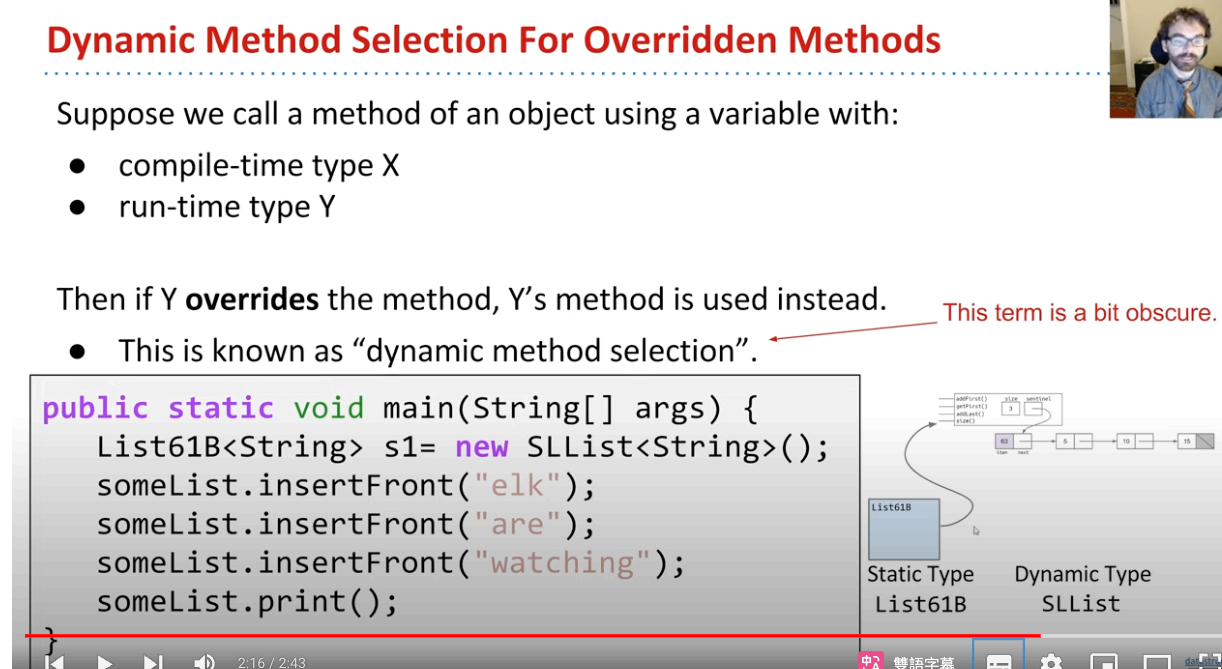 Dynamic Method Selection For Overridden Methods
Suppose we call a method of an object using a variable with:
● compile-time type X
● run-time type Y
Then if Y overrides the method, Y’s method is used instead.
This term is a bit obscure.
● This is known as “dynamic method selection”.
public static void main(String[] args) {
List61B<String> s1= new SLList<String>();
someList.insertFront("elk");
someList.insertFront("are");
someList.insertFront("watching");
someList.print();
}
addFirst()
getFirst()
addLast()
size()
size sentinel
3
63 5 10 15
item next
List61B
Static Type Dynamic Type
List61B SLList
2:16 / 2:43
雙語字幕